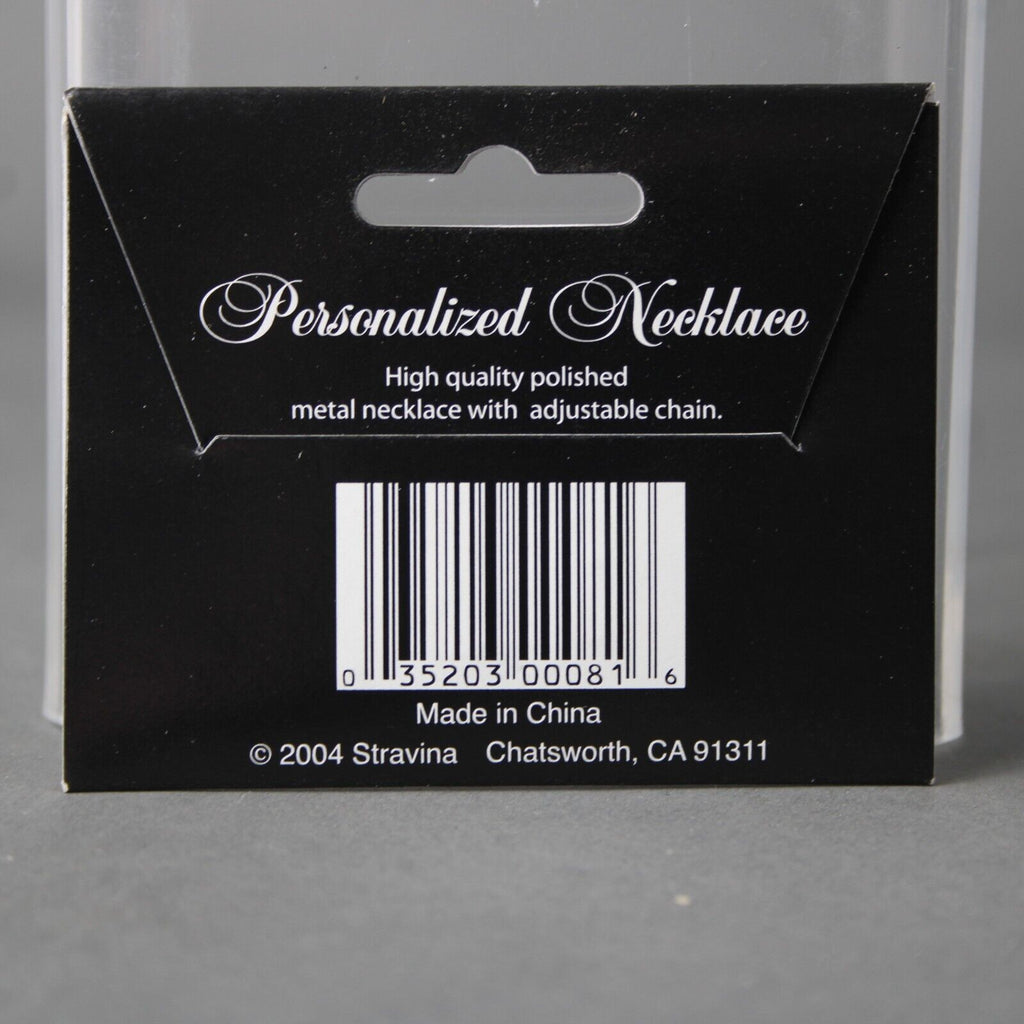 Personalized Necklace
High quality polished
metal necklace with adjustable chain.
0 35203 00081 6
Made in China
© 2004 Stravina Chatsworth, CA 91311